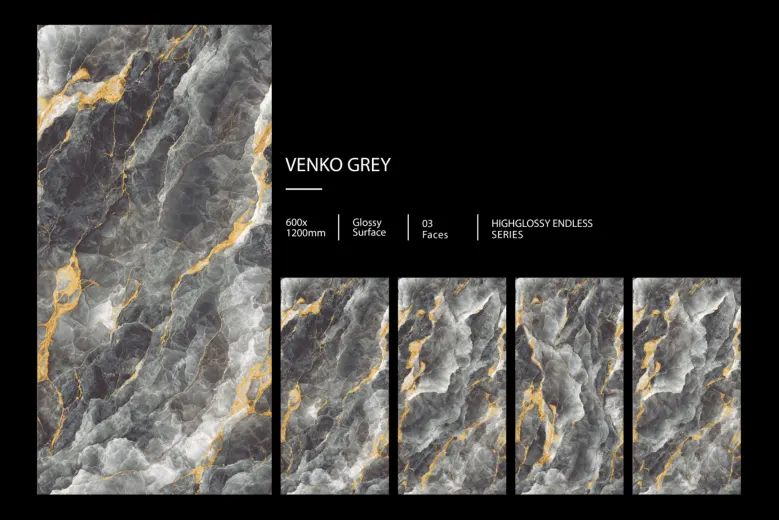 VENKO GREY
600x
1200mm
Glossy
Surface
03
Faces
HIGHGLOSSY ENDLESS
SERIES